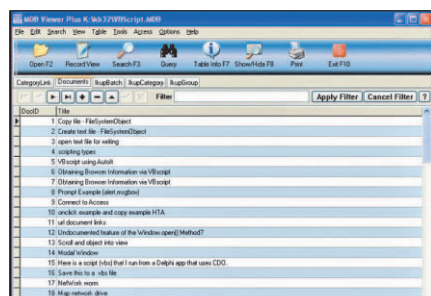 MDB Viewer Plus K:\kb32\VBScript.MDB
File Edit Search View Table Tools Access Options Help
Open F2 Record View Search F3 Query Table Info F7 Show/Hide F8 Print Exit F10
CategoryLink Documents lkupBatch lkupCategory lkupGroup
Filter Apply Filter Cancel Filter ?
DocID Title
1 Copy file - FileSystemObject
2 Create text file - FileSystemObject
3 open text file for writing
4 scripting types
5 VBscript using AutoIt
6 Obtaining Browser Information via VBscript
7 Obtaining Browser Information via VBscript
8 Prompt Example (alert,msgbox)
9 Connect to Access
10 onclick example and copy example HTA
11 url document links
12 Undocumented feature of the Window.open() Method?
13 Scroll and object into view
14 Modal Window
15 Here is a script (vbs) that I run from a Delphi app that uses CDO.
16 Save this to a .vbs file
17 NetWork worm
18 Map network drive